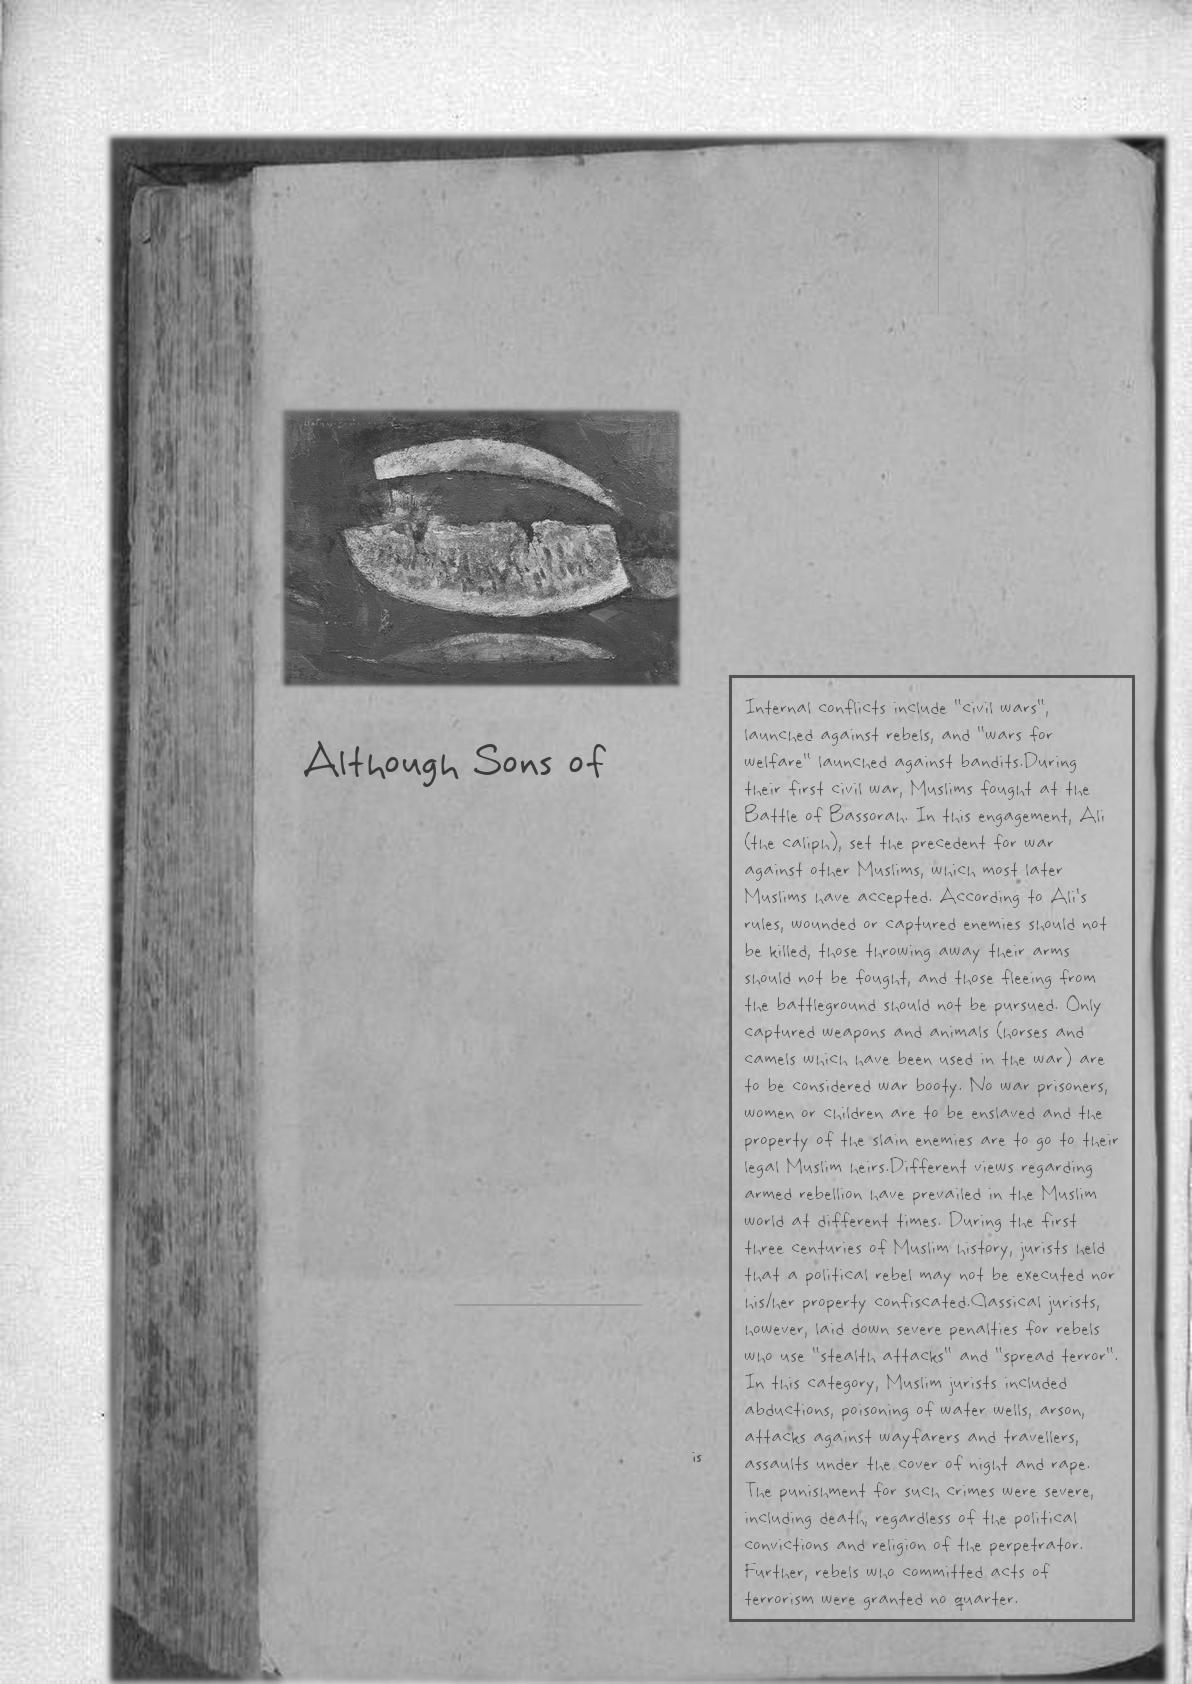 Although Sons of
Internal conflicts include "civil wars",
launched against rebels, and "wars for
welfare" launched against bandits.During
their first civil war, Muslims fought at the
Battle of Bassorah. In this engagement, Ali
(the caliph), set the precedent for war
against other Muslims, which most later
Muslims have accepted. According to Ali's
rules, wounded or captured enemies should not
be killed, those throwing away their arms
should not be fought, and those fleeing from
the battleground should not be pursued. Only
captured weapons and animals (horses and
camels which have been used in the war) are
to be considered war booty. No war prisoners,
women or children are to be enslaved and the
property of the slain enemies are to go to their
legal Muslim heirs.Different views regarding
armed rebellion have prevailed in the Muslim
world at different times. During the first
three centuries of Muslim history, jurists held
that a political rebel may not be executed nor
his/her property confiscated.Classical jurists,
however, laid down severe penalties for rebels
who use "stealth attacks" and "spread terror".
In this category, Muslim jurists included
abductions, poisoning of water wells, arson,
attacks against wayfarers and travellers,
assaults under the cover of night and rape.
The punishment for such crimes were severe,
including death, regardless of the political
convictions and religion of the perpetrator.
Further, rebels who committed acts of
terrorism were granted no quarter.
is